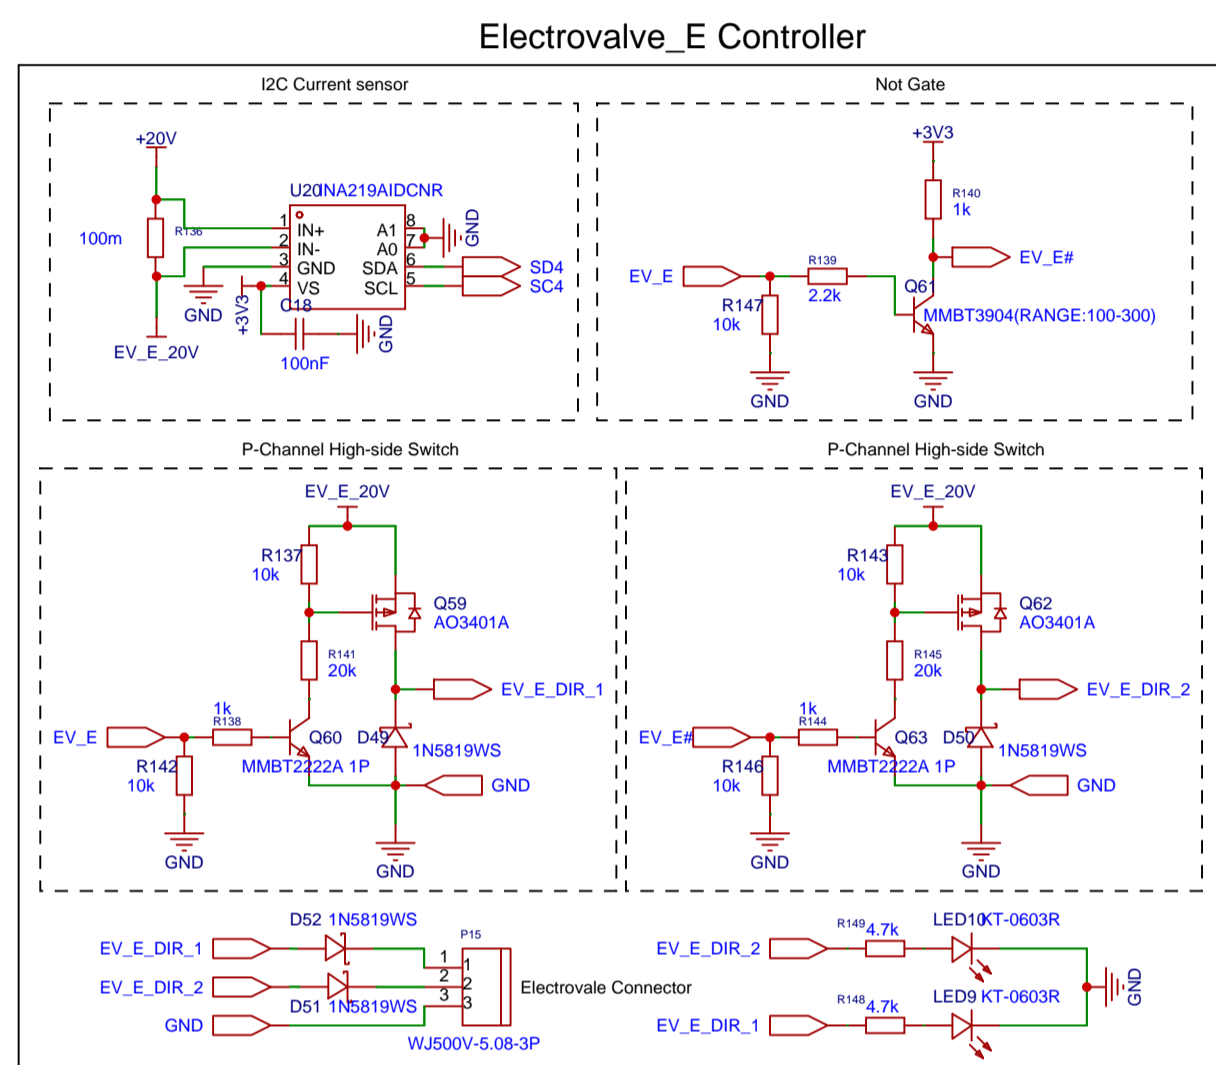 Electrovalve_E Controller
I2C Current sensor
+20V
100m
R136
EV_E_20V
U20 INA219AIDCNR
1 IN+
2 IN-
3 GND
4 VS
A1 8
A0 7
SDA 6
SCL 5
GND
SD4
SC4
GND
+3V3
C18
100nF
GND
Not Gate
+3V3
R140
1k
EV_E#
EV_E
R139
2.2k
R147
10k
Q61
MMBT3904(RANGE:100-300)
GND
GND
P-Channel High-side Switch
EV_E_20V
R137
10k
Q59
AO3401A
R141
20k
EV_E_DIR_1
EV_E
1k
R138
Q60
MMBT2222A 1P
D49
1N5819WS
R142
10k
GND
GND
GND
P-Channel High-side Switch
EV_E_20V
R143
10k
Q62
AO3401A
R145
20k
EV_E_DIR_2
EV_E#
1k
R144
Q63
MMBT2222A 1P
D50
1N5819WS
R146
10k
GND
GND
GND
D52 1N5819WS
EV_E_DIR_1
EV_E_DIR_2
D51 1N5819WS
GND
P15
1 1
2 2
3 3
Electrovale Connector
WJ500V-5.08-3P
EV_E_DIR_2
R149 4.7k
LED10 KT-0603R
EV_E_DIR_1
R148 4.7k
LED9 KT-0603R
GND